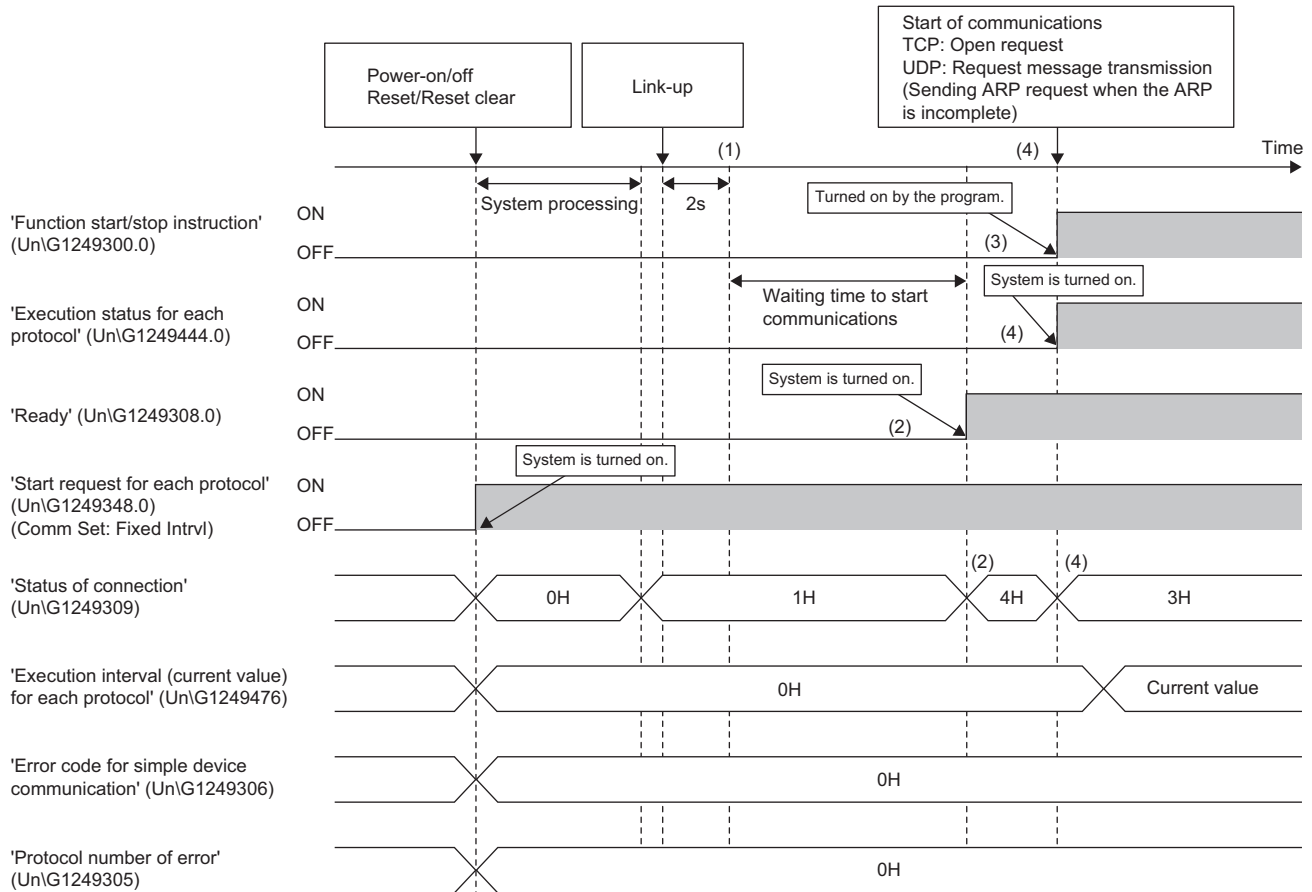 Start of communications
TCP: Open request
UDP: Request message transmission
(Sending ARP request when the ARP
is incomplete)
Power-on/off
Reset/Reset clear
Link-up
(1)
(4)
Time
System processing
2s
Turned on by the program.
'Function start/stop instruction'
(Un\G1249300.0)
ON
OFF
(3)
Waiting time to start
communications
System is turned on.
'Execution status for each
protocol' (Un\G1249444.0)
ON
OFF
(4)
System is turned on.
'Ready' (Un\G1249308.0)
ON
OFF
(2)
System is turned on.
'Start request for each protocol'
(Un\G1249348.0)
(Comm Set: Fixed Intrvl)
ON
OFF
(2)
(4)
'Status of connection'
(Un\G1249309)
0H
1H
4H
3H
'Execution interval (current value)
for each protocol' (Un\G1249476)
0H
Current value
'Error code for simple device
communication' (Un\G1249306)
0H
'Protocol number of error'
(Un\G1249305)
0H